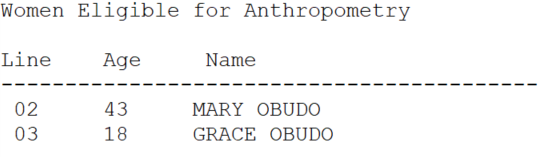 Women Eligible for Anthropometry
Line Age Name
------------------------------------------
02 43 MARY OBUDO
03 18 GRACE OBUDO